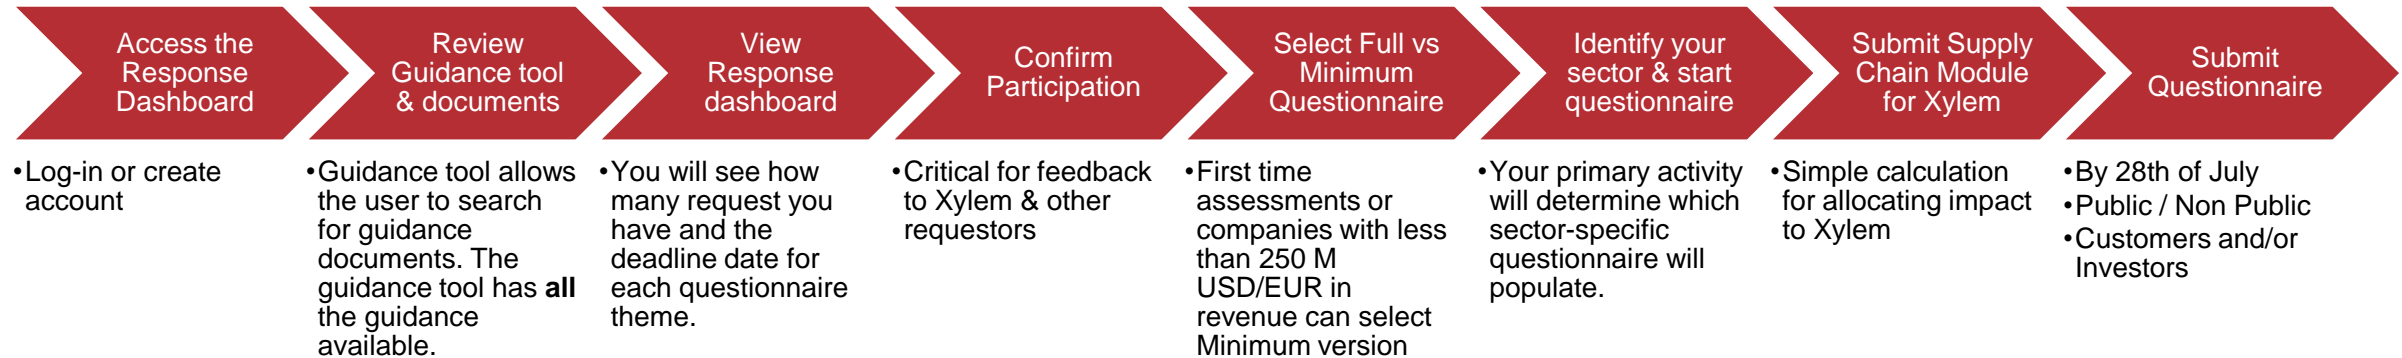 Access the
Response
Dashboard
•Log-in or create
account
Review
Guidance tool
& documents
•Guidance tool allows
the user to search
for guidance
documents. The
guidance tool has all
the guidance
available.
View
Response
dashboard
•You will see how
many request you
have and the
deadline date for
each questionnaire
theme.
Confirm
Participation
•Critical for feedback
to Xylem & other
requestors
Select Full vs
Minimum
Questionnaire
•First time
assessments or
companies with less
than 250 M
USD/EUR in
revenue can select
Minimum version
Identify your
sector & start
questionnaire
•Your primary activity
will determine which
sector-specific
questionnaire will
populate.
Submit Supply
Chain Module
for Xylem
•Simple calculation
for allocating impact
to Xylem
Submit
Questionnaire
•By 28th of July
•Public / Non Public
•Customers and/or
Investors